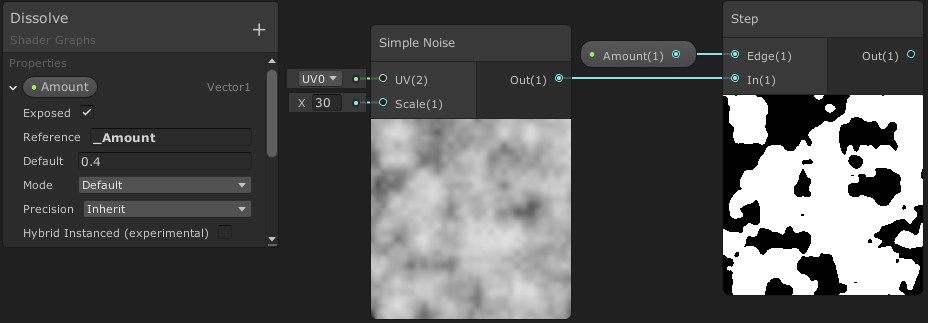 Dissolve
Shader Graphs
Properties
Amount Vector1
Exposed
Reference _Amount
Default 0.4
Mode Default
Precision Inherit
Hybrid Instanced (experimental)
Simple Noise
UV0 UV(2) Out(1)
X 30 Scale(1)
Amount(1)
Step
Edge(1) Out(1)
In(1)